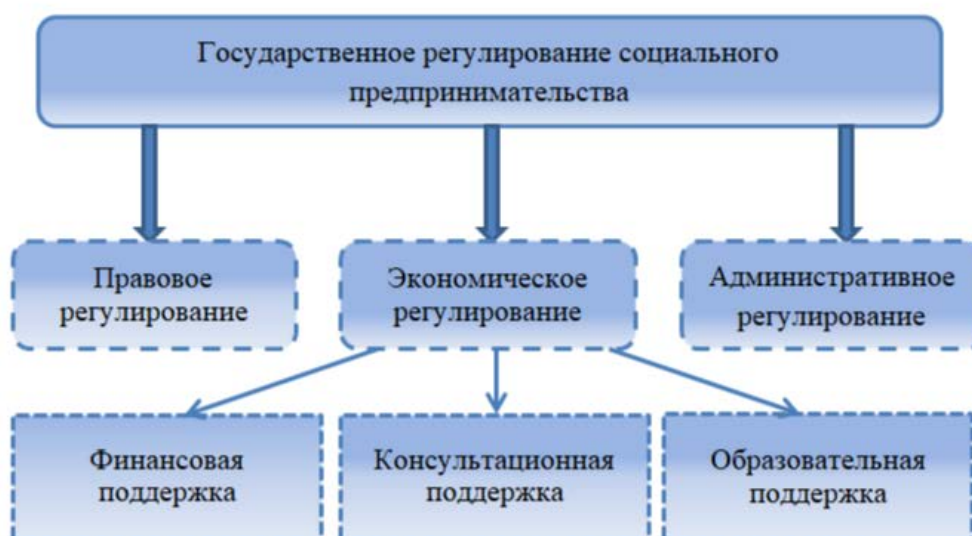 Государственное регулирование социального
предпринимательства
Правовое
регулирование
Экономическое
регулирование
Административное
регулирование
Финансовая
поддержка
Консультационная
поддержка
Образовательная
поддержка